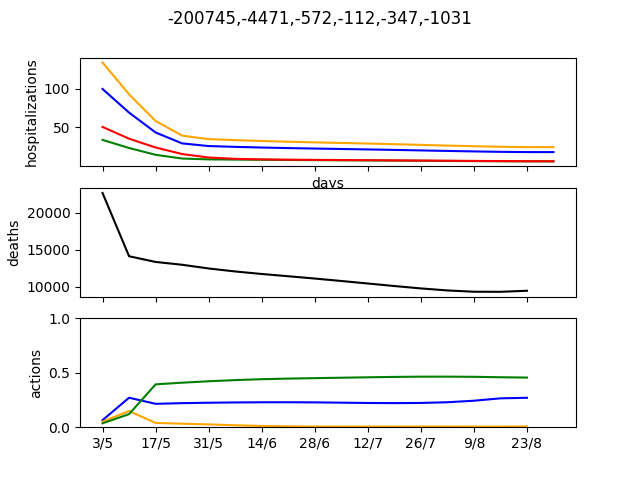 -200745,-4471,-572,-112,-347,-1031
hospitalizations
100
50
days
deaths
20000
15000
10000
actions
1.0
0.5
0.0
3/5 17/5 31/5 14/6 28/6 12/7 26/7 9/8 23/8